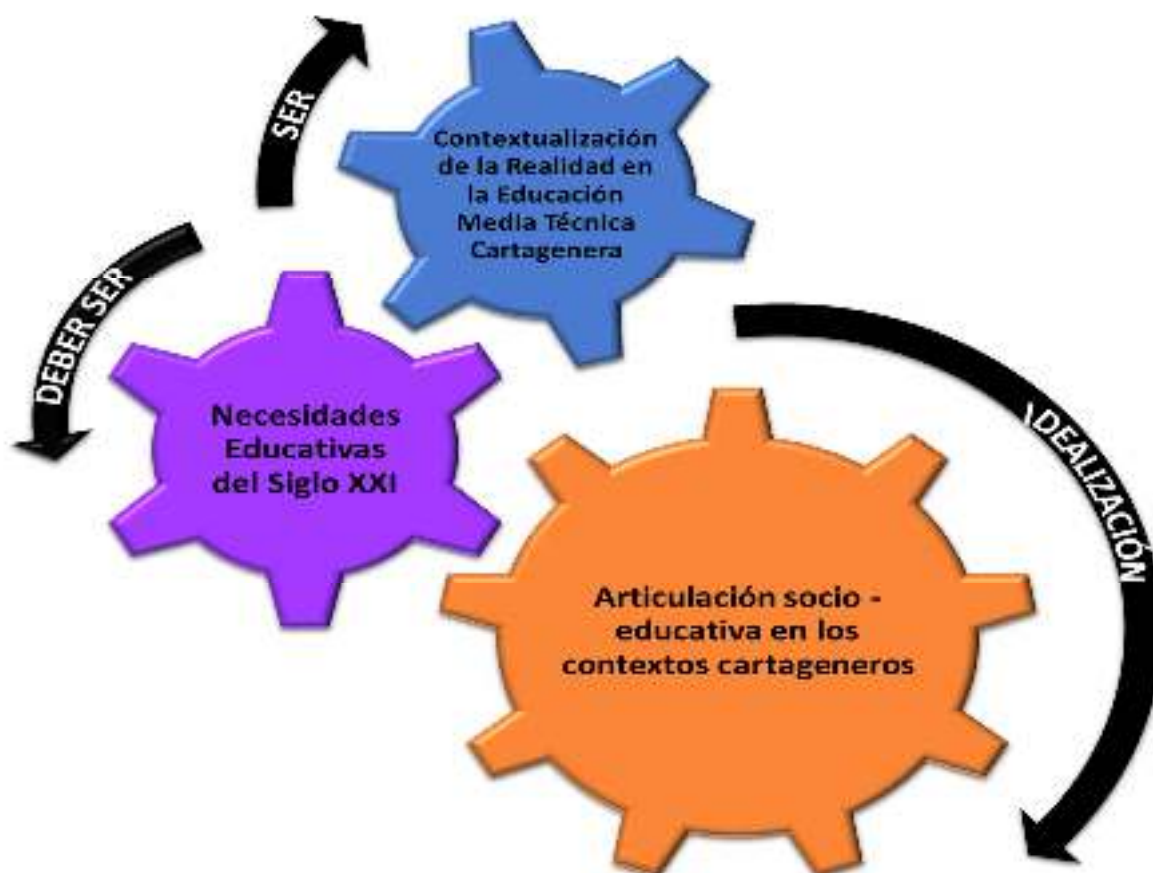 SER
Contextualización
de la Realidad en
la Educación
Media Técnica
Cartagenera
DEBER SER
Necesidades
Educativas
del Siglo XXI
IDEALIZACIÓN
Articulación socio -
educativa en los
contextos cartageneros